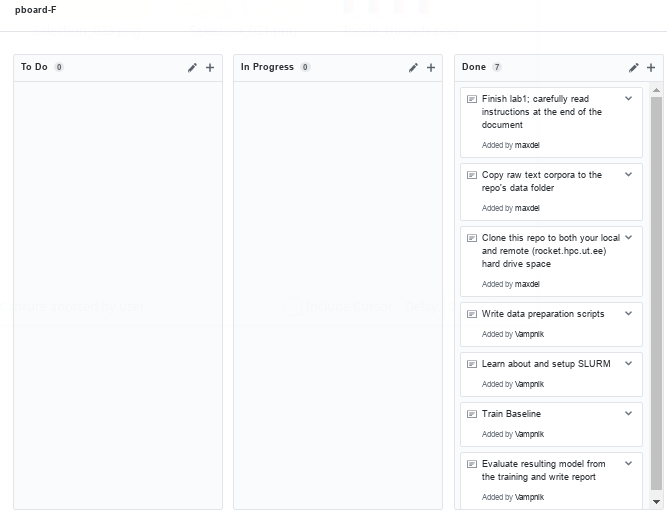 pboard-F
To Do 0
In Progress 0
Done 7
Finish lab1; carefully read
instructions at the end of the
document
Added by maxdel
Copy raw text corpora to the
repo's data folder
Added by maxdel
Clone this repo to both your local
and remote (rocket.hpc.ut.ee)
hard drive space
Added by maxdel
Write data preparation scripts
Added by Vampnik
Learn about and setup SLURM
Added by Vampnik
Train Baseline
Added by Vampnik
Evaluate resulting model from
the training and write report
Added by Vampnik